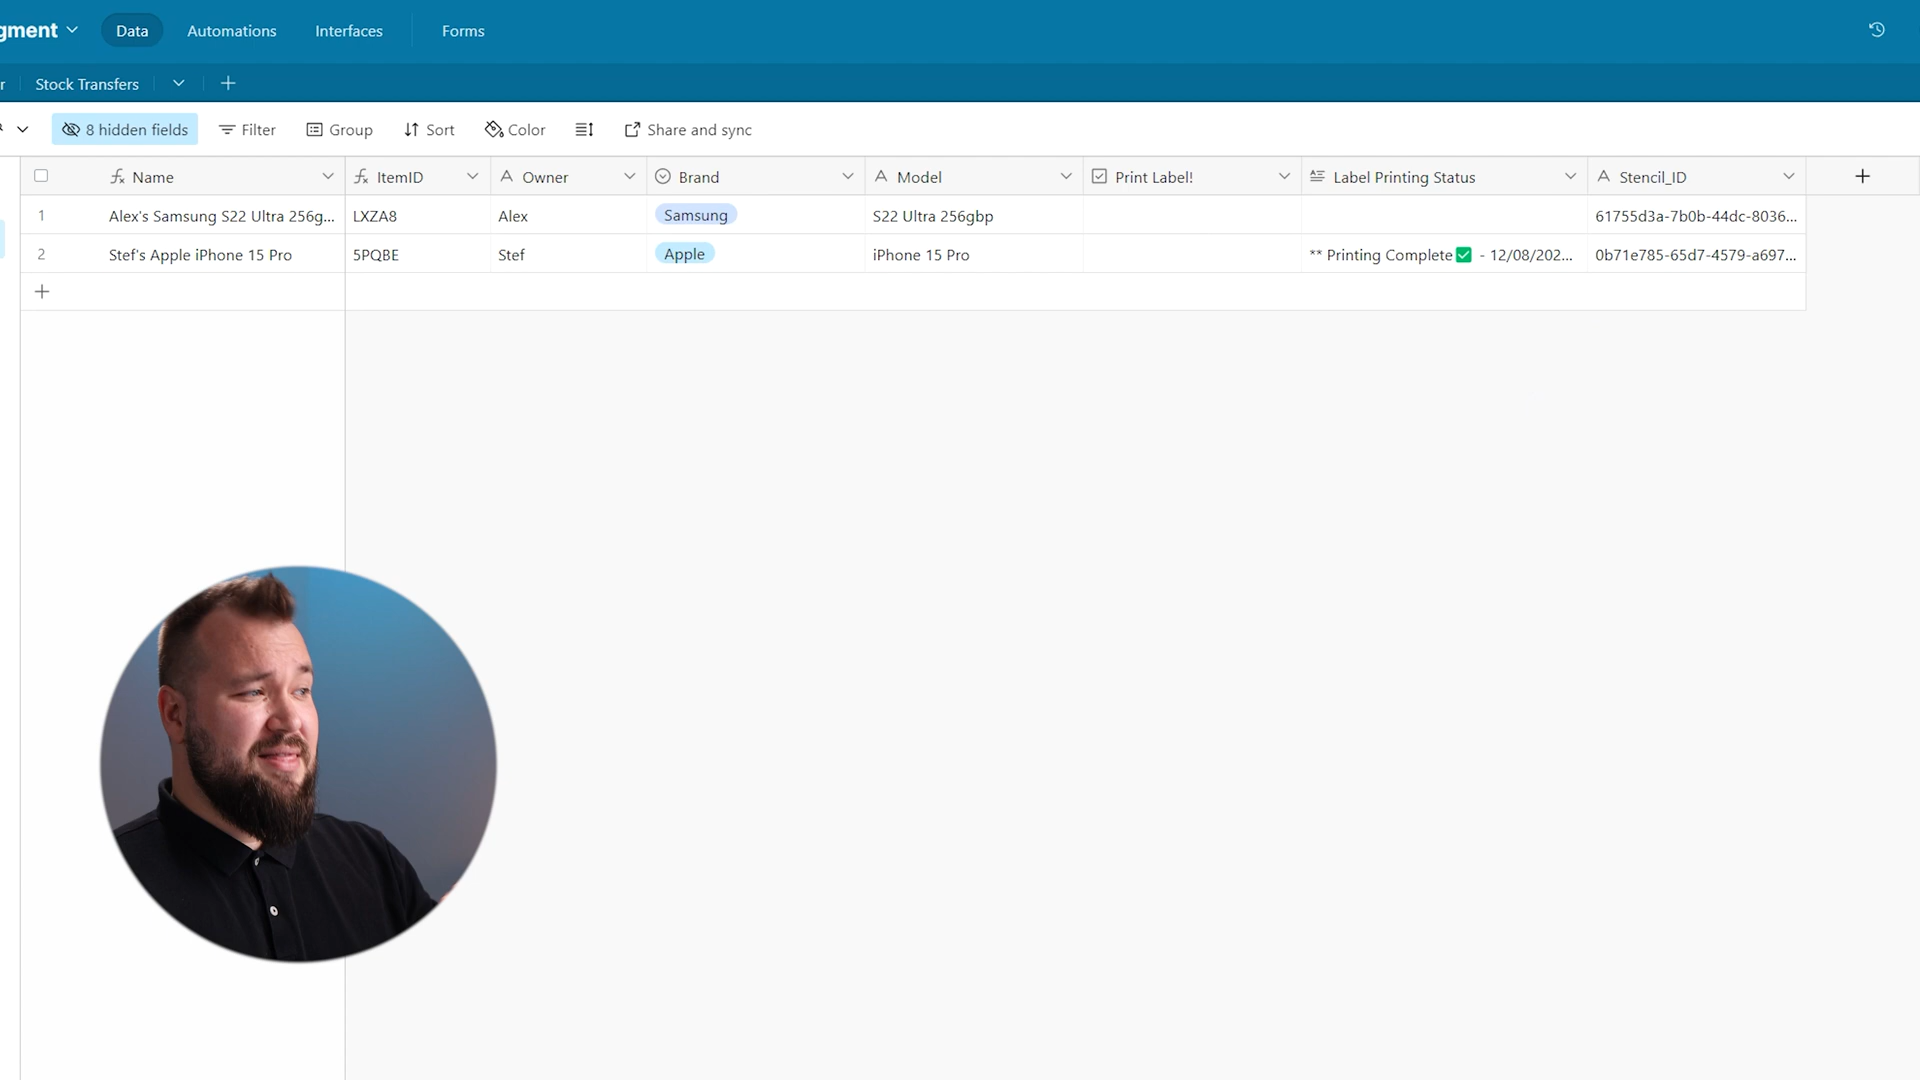 gment Data Automations Interfaces Forms
r Stock Transfers
8 hidden fields Filter Group Sort Color Share and sync
Name ItemID Owner Brand Model Print Label! Label Printing Status Stencil_ID
1 Alex's Samsung S22 Ultra 256g... LXZA8 Alex Samsung S22 Ultra 256gbp 61755d3a-7b0b-44dc-8036...
2 Stef's Apple iPhone 15 Pro 5PQBE Stef Apple iPhone 15 Pro ** Printing Complete✅ - 12/08/202... 0b71e785-65d7-4579-a697...